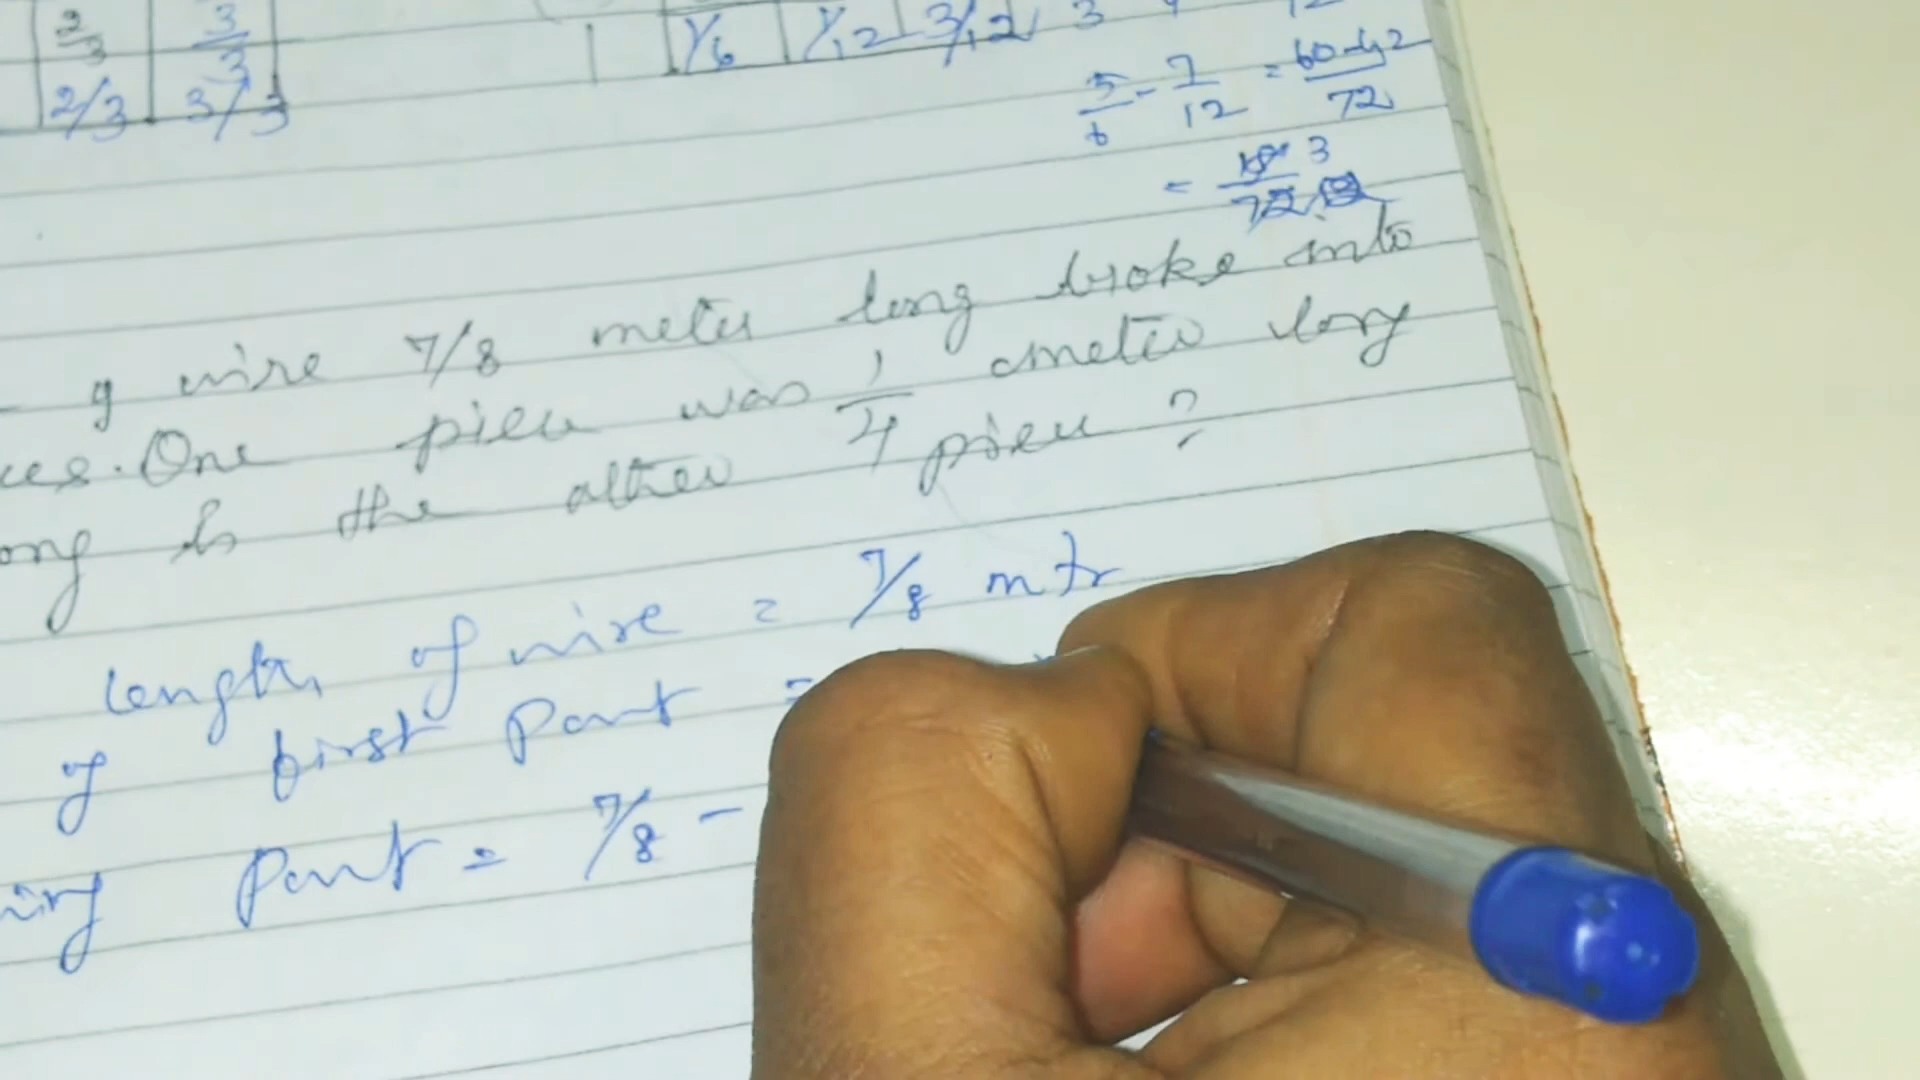 2/3 3/3
2/3 3/3
1/6 1/12 3/12 3
5/6 - 7/12 = 60-42/72
= 18/72 3
wire 7/8 meter long broke into
One piece was 1/4 meter long
ong is the other piece?
length of wire = 7/8 mtr
of first Part =
Part = 7/8 -